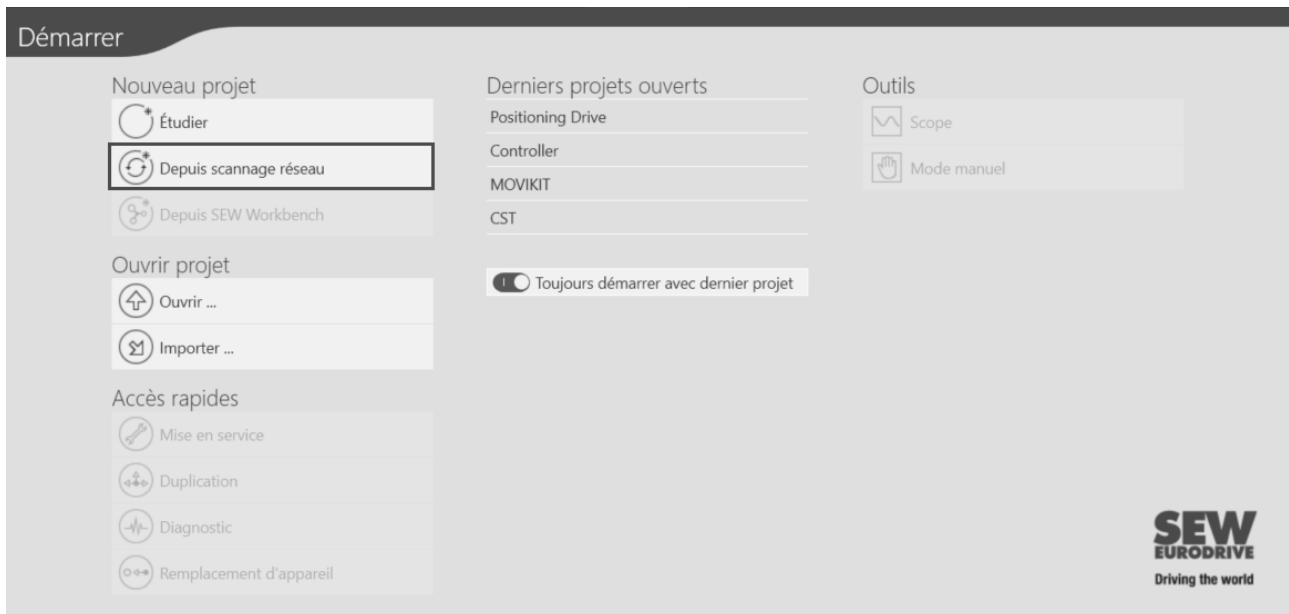 Démarrer
Nouveau projet
Étudier
Depuis scannage réseau
Depuis SEW Workbench
Ouvrir projet
Ouvrir ...
Importer ...
Accès rapides
Mise en service
Duplication
Diagnostic
Remplacement d'appareil
Derniers projets ouverts
Positioning Drive
Controller
MOVIKIT
CST
Toujours démarrer avec dernier projet
Outils
Scope
Mode manuel
SEW
EURODRIVE
Driving the world